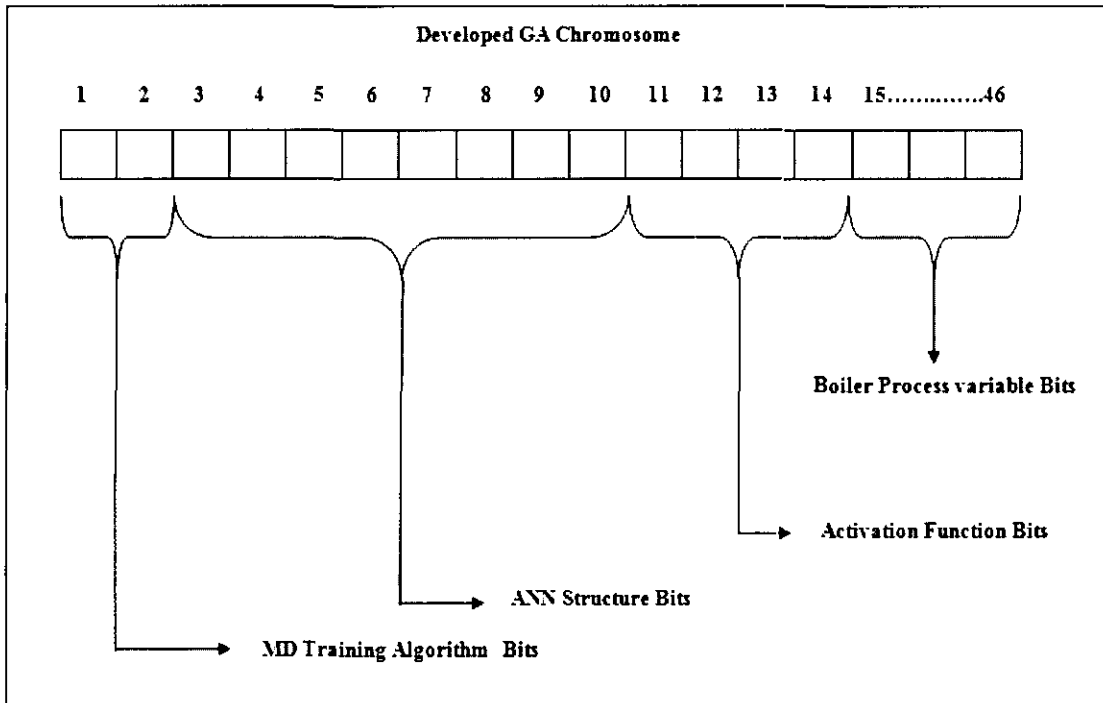 Developed GA Chromosome
1 2 3 4 5 6 7 8 9 10 11 12 13 14 15..............46
Boiler Process variable Bits
Activation Function Bits
ANN Structure Bits
MD Training Algorithm Bits